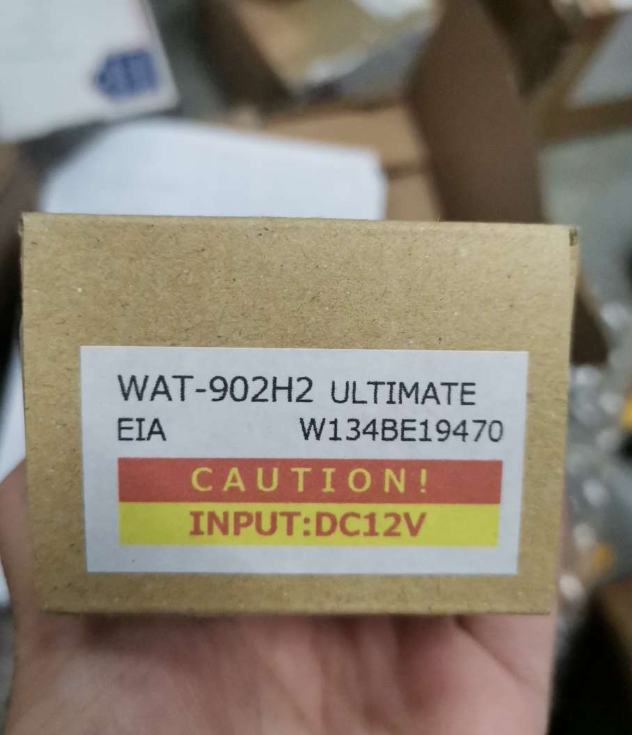 WAT-902H2 ULTIMATE
EIA W134BE19470
CAUTION!
INPUT:DC12V